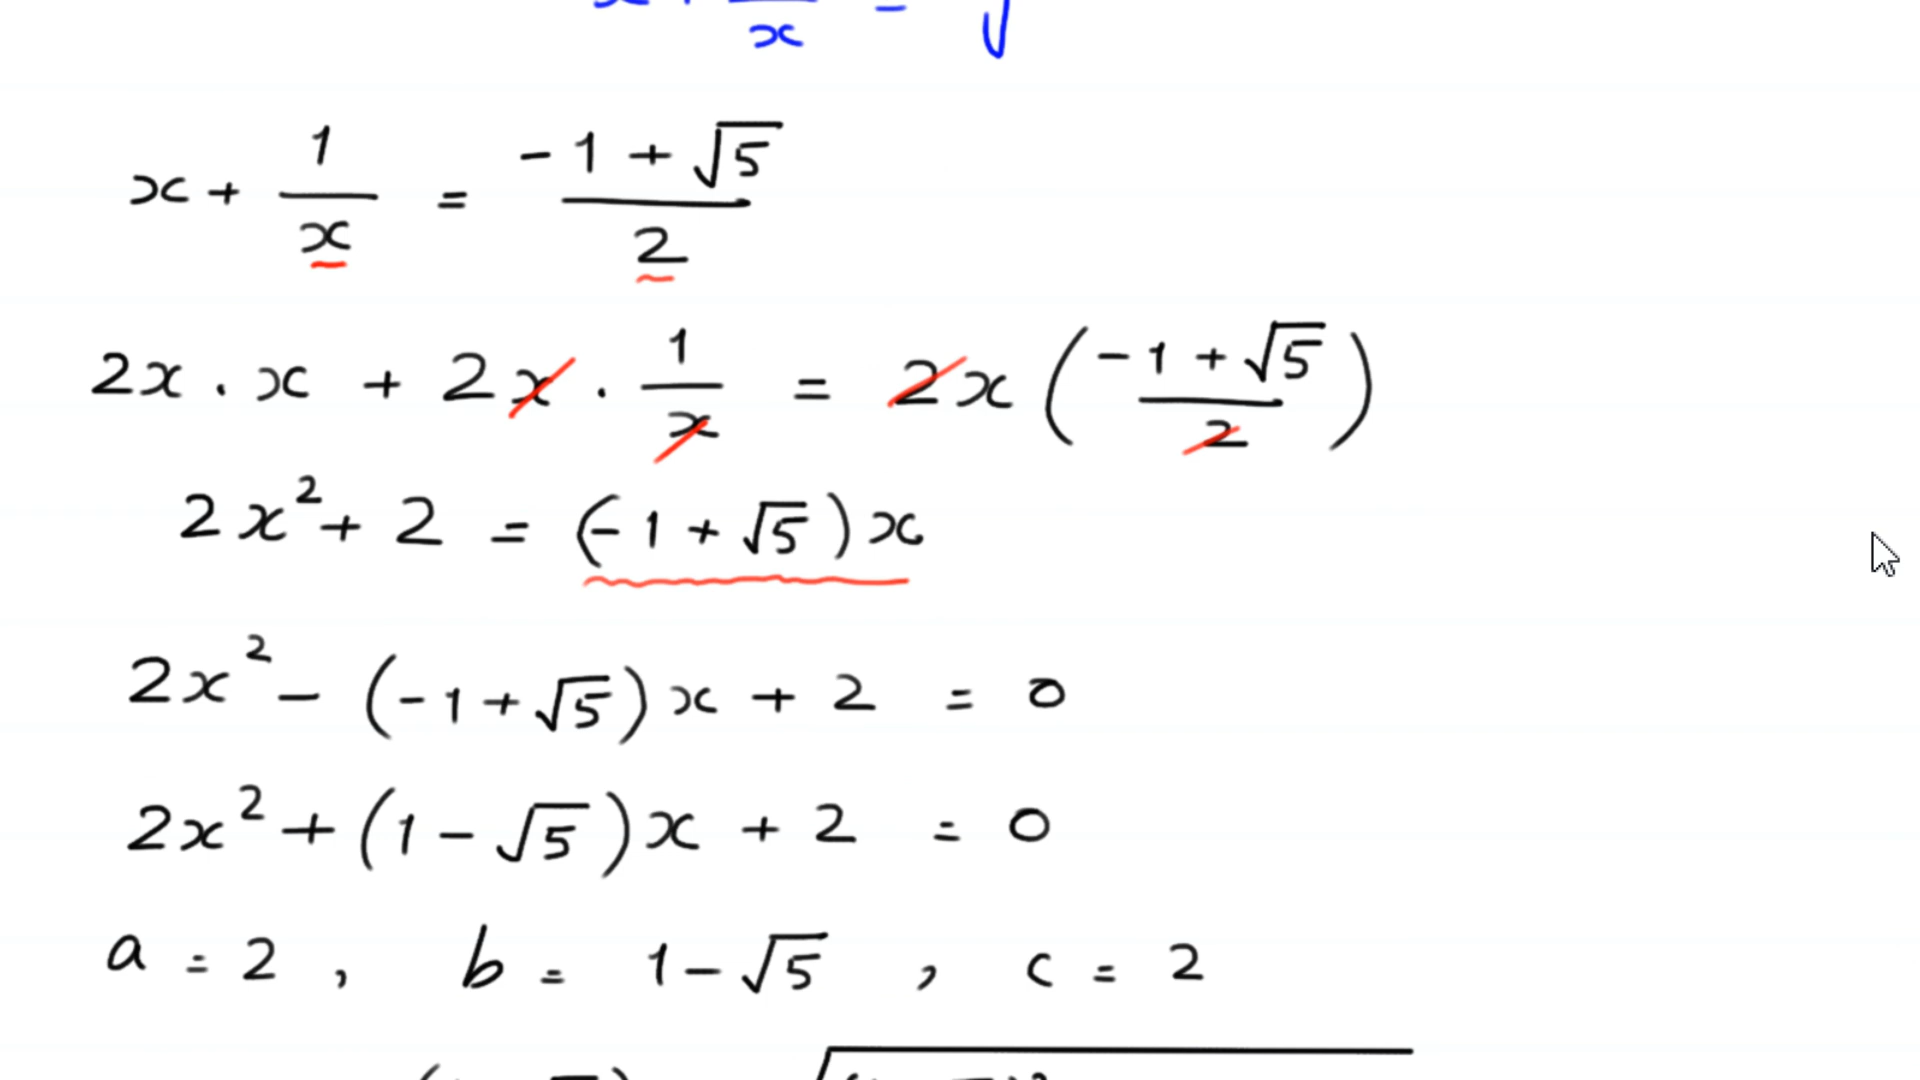 x + 1/x = √
x + 1/x = (-1 + √5)/2
2x · x + 2x · 1/x = 2x ((-1 + √5)/2)
2x² + 2 = (-1 + √5)x
2x² - (-1 + √5)x + 2 = 0
2x² + (1 - √5)x + 2 = 0
a = 2 , b = 1 - √5 , c = 2